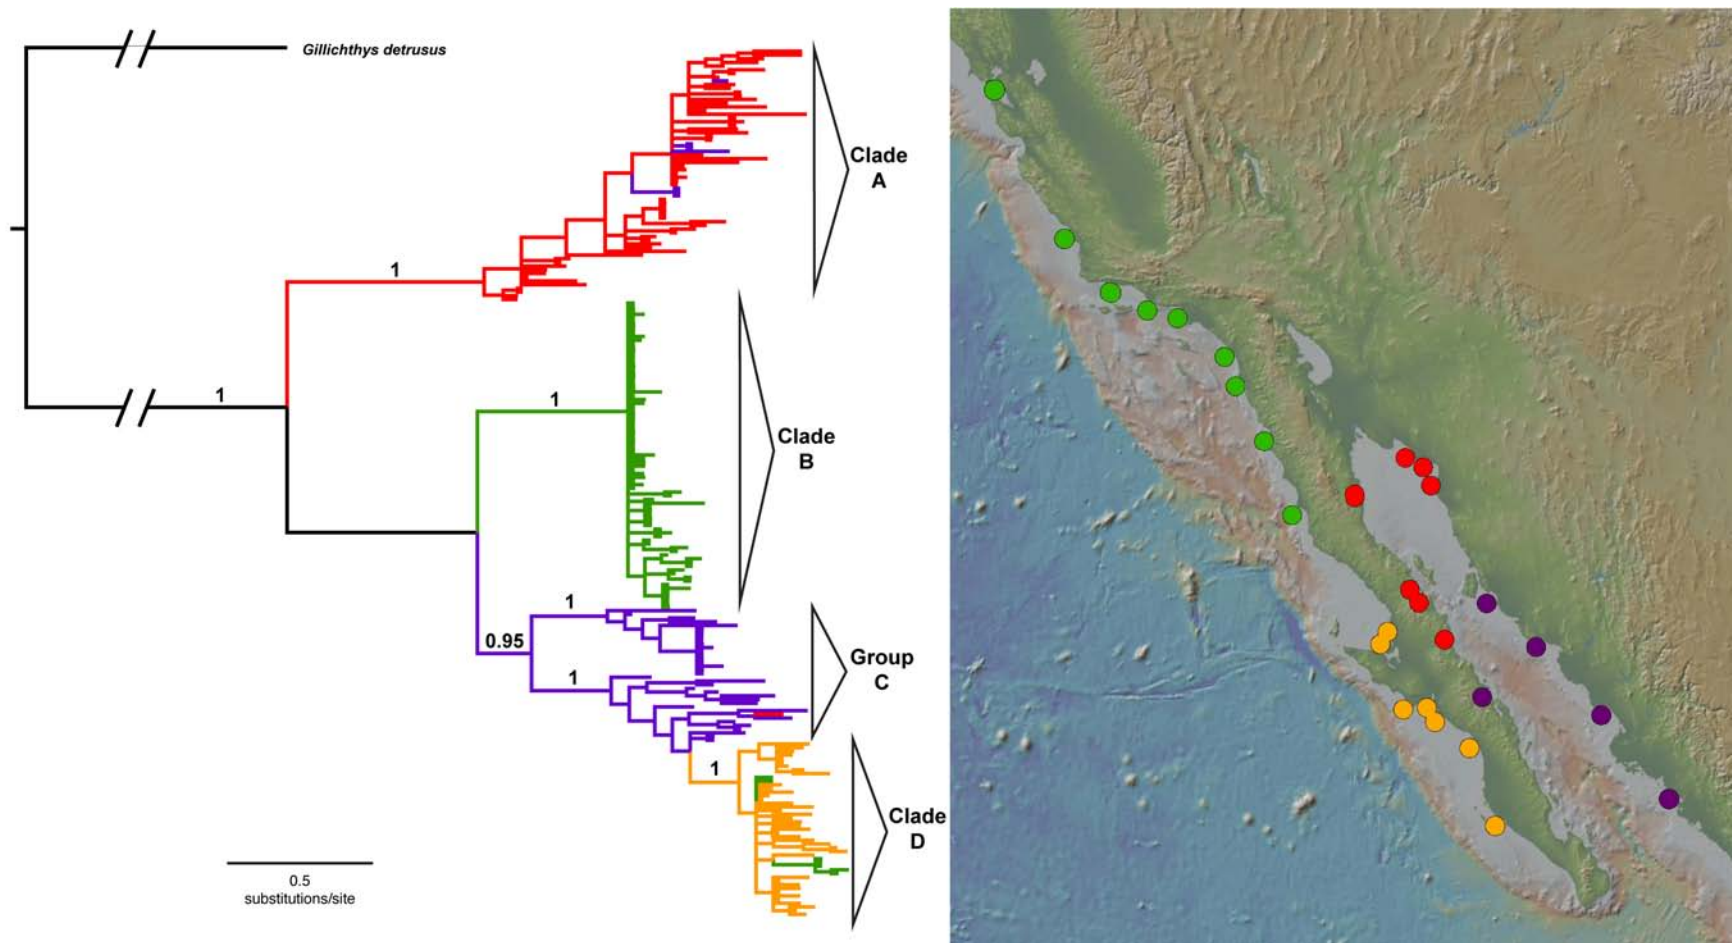 Gillichthys detrusus
Clade
A
1
1
1
Clade
B
1
0.95
Group
C
1
1
Clade
D
0.5
substitutions/site